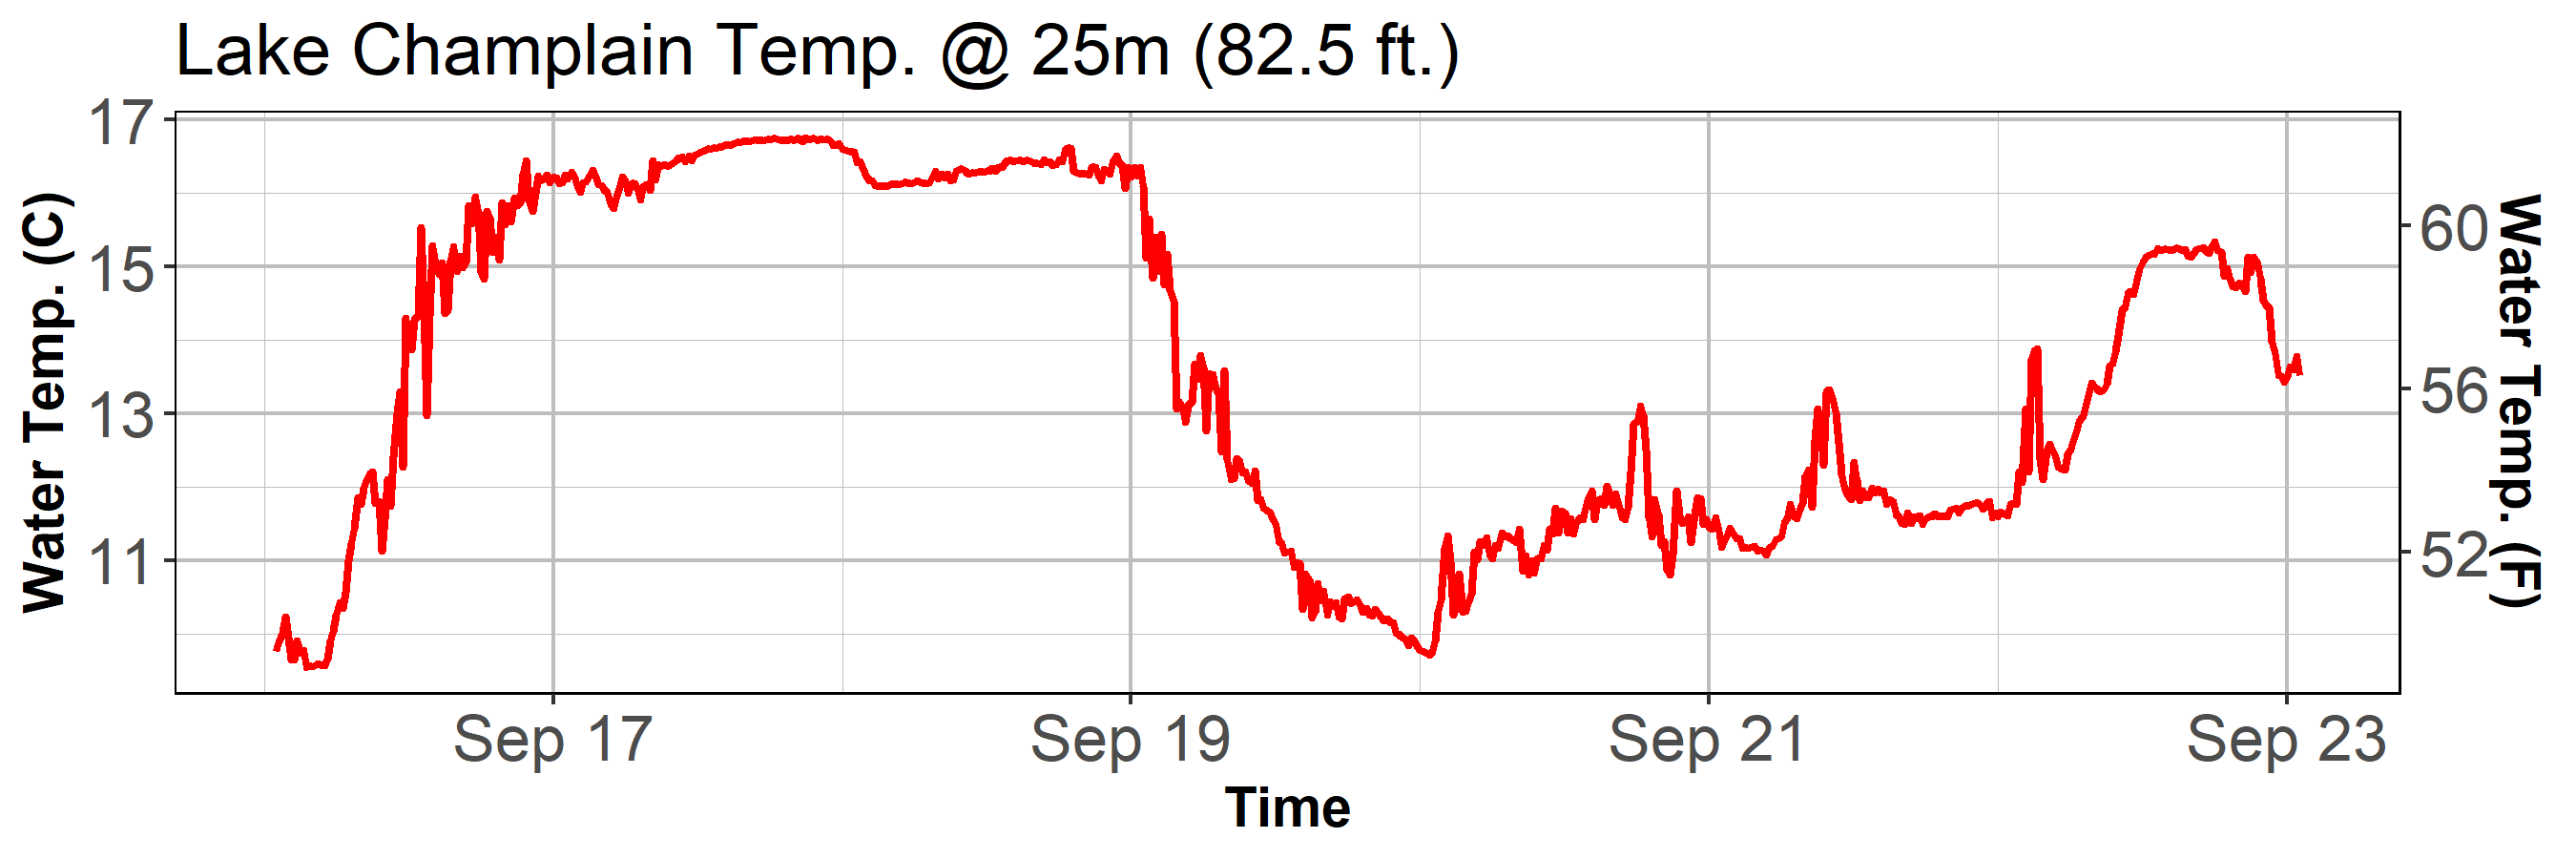 Lake Champlain Temp. @ 25m (82.5 ft.)
Water Temp. (C)
17
15
13
11
60
56
52
Water Temp. (F)
Sep 17
Sep 19
Sep 21
Sep 23
Time